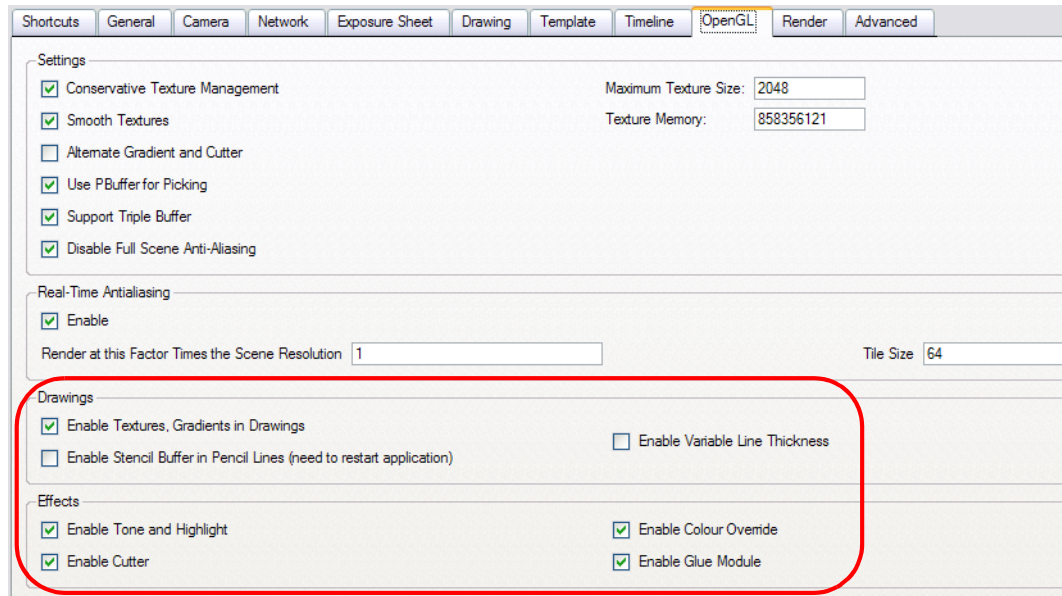 Shortcuts General Camera Network Exposure Sheet Drawing Template Timeline OpenGL Render Advanced
Settings
Conservative Texture Management Maximum Texture Size: 2048
Smooth Textures Texture Memory: 858356121
Alternate Gradient and Cutter
Use PBuffer for Picking
Support Triple Buffer
Disable Full Scene Anti-Aliasing
Real-Time Antialiasing
Enable
Render at this Factor Times the Scene Resolution 1 Tile Size 64
Drawings
Enable Textures, Gradients in Drawings
Enable Variable Line Thickness
Enable Stencil Buffer in Pencil Lines (need to restart application)
Effects
Enable Tone and Highlight Enable Colour Override
Enable Cutter Enable Glue Module